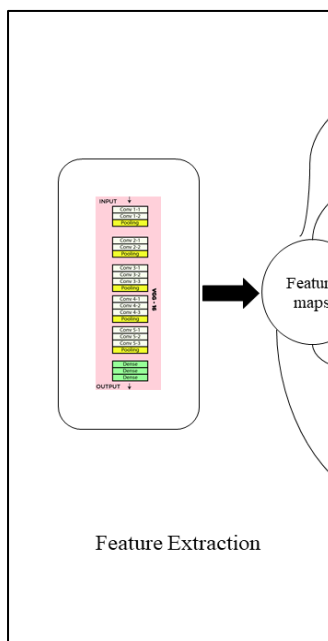 INPUT
Conv 1-1
Conv 1-2
Pooling
Conv 2-1
Conv 2-2
Pooling
Conv 3-1
Conv 3-2
Conv 3-3
Pooling
Conv 4-1
Conv 4-2
Conv 4-3
Pooling
Conv 5-1
Conv 5-2
Conv 5-3
Pooling
Dense
Dense
Dense
OUTPUT
VGG - 16
Featur
maps
Feature Extraction